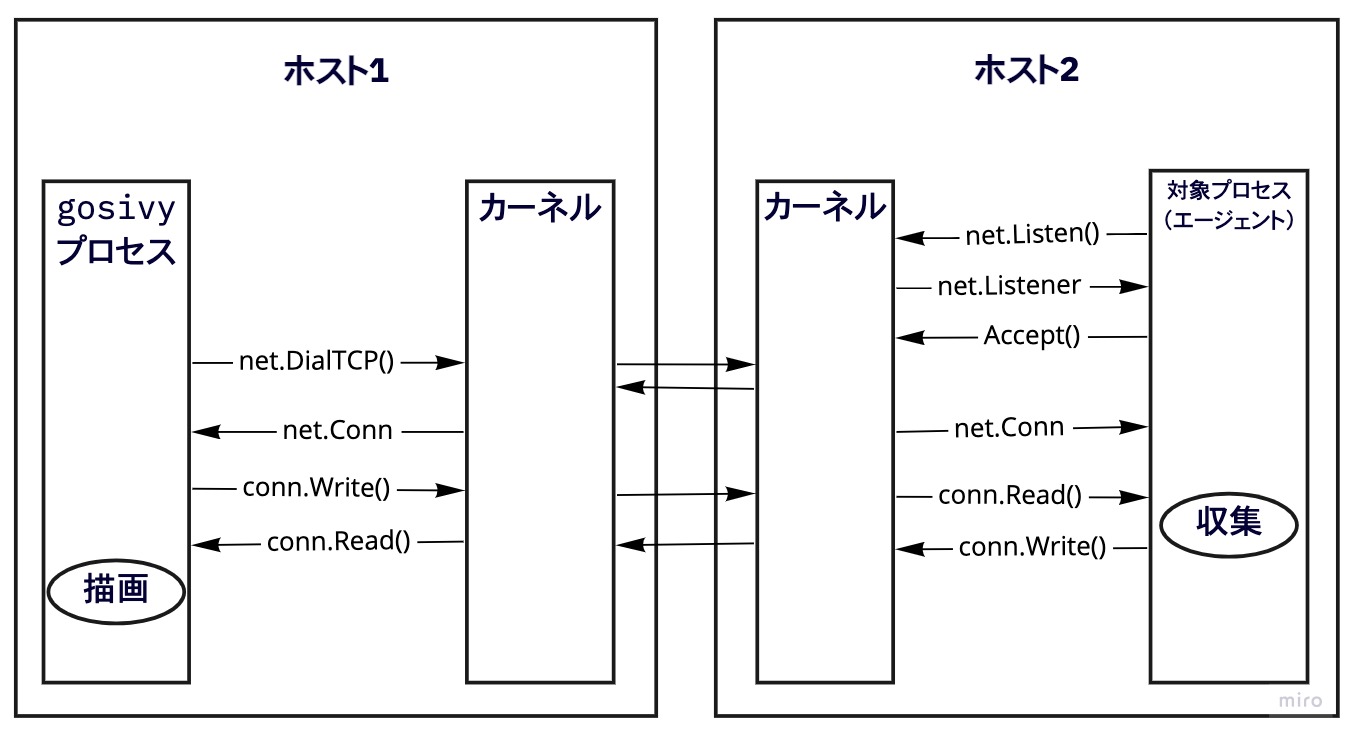 ホスト1
gosivy
プロセス
カーネル
net.DialTCP()
net.Conn
conn.Write()
conn.Read()
描画
ホスト2
カーネル
対象プロセス
（エージェント）
net.Listen()
net.Listener
Accept()
net.Conn
conn.Read()
収集
conn.Write()
miro